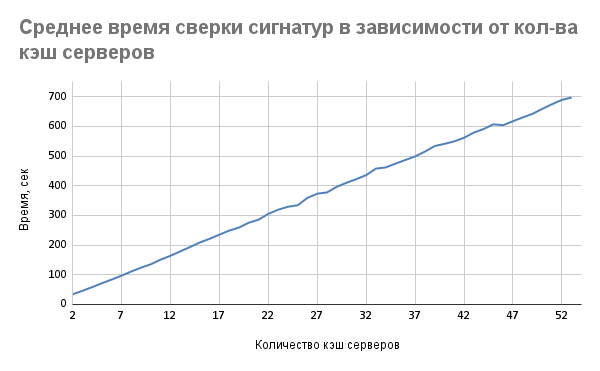 Среднее время сверки сигнатур в зависимости от кол-ва
кэш серверов
700
600
500
400
300
200
100
0
Время, сек
2 7 12 17 22 27 32 37 42 47 52
Количество кэш серверов